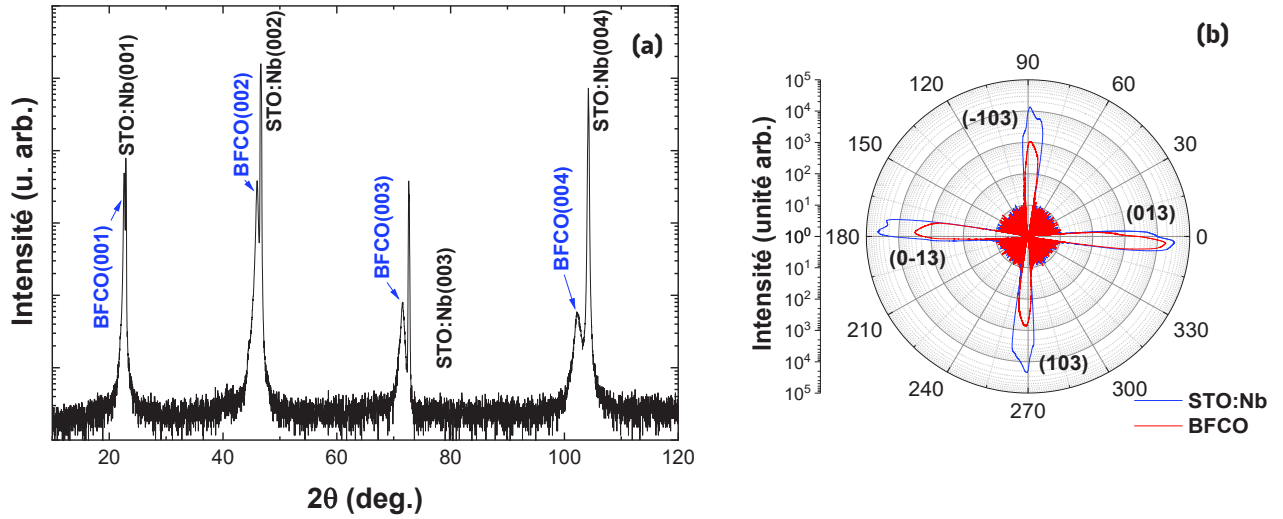 (a)
Intensité (u. arb.)
BFCO(001)
STO:Nb(001)
BFCO(002)
STO:Nb(002)
BFCO(003)
STO:Nb(003)
BFCO(004)
STO:Nb(004)
20 40 60 80 100 120
2θ (deg.)
(b)
Intensité (unité arb.)
10⁵
10⁴
10³
10²
10¹
10⁰
10¹
10²
10³
10⁴
10⁵
0
30
60
90
120
150
180
210
240
270
300
330
(-103)
(013)
(0-13)
(103)
STO:Nb
BFCO